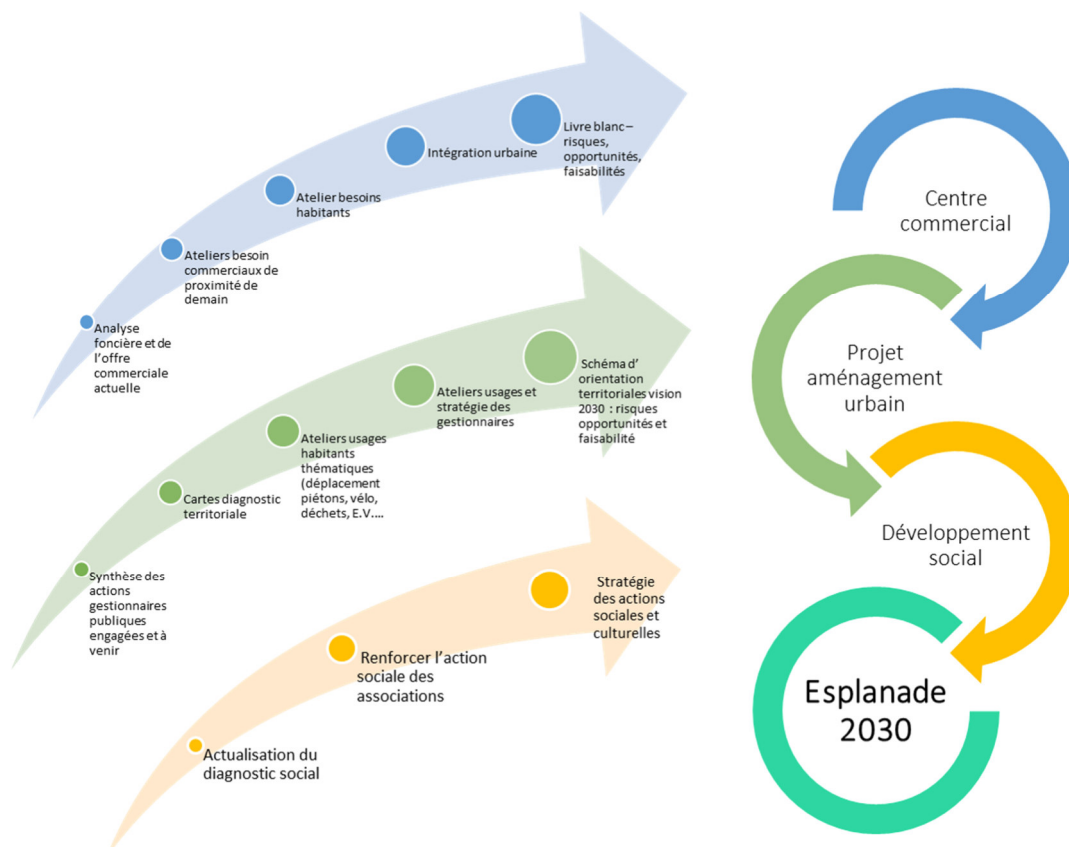 Livre blanc–
risques,
opportunités,
faisabilités
Intégration urbaine
Atelier besoins
habitants
Ateliers besoin
commerciaux de
proximité de
demain
Analyse
foncière et de
l’offre
commerciale
actuelle
Schéma d’
orientation
territoriales vision
2030 : risques
opportunités et
faisabilité
Ateliers usages et
stratégie des
gestionnaires
Ateliers usages
habitants
thématiques
(déplacement
piétons, vélo,
déchets, E.V....
Cartes diagnostic
territoriale
Synthèse des
actions
gestionnaires
publiques
engagées et à
venir
Stratégie
des actions
sociales et
culturelles
Renforcer l’action
sociale des
associations
Actualisation du
diagnostic social
Centre
commercial
Projet
aménagement
urbain
Développement
social
Esplanade
2030